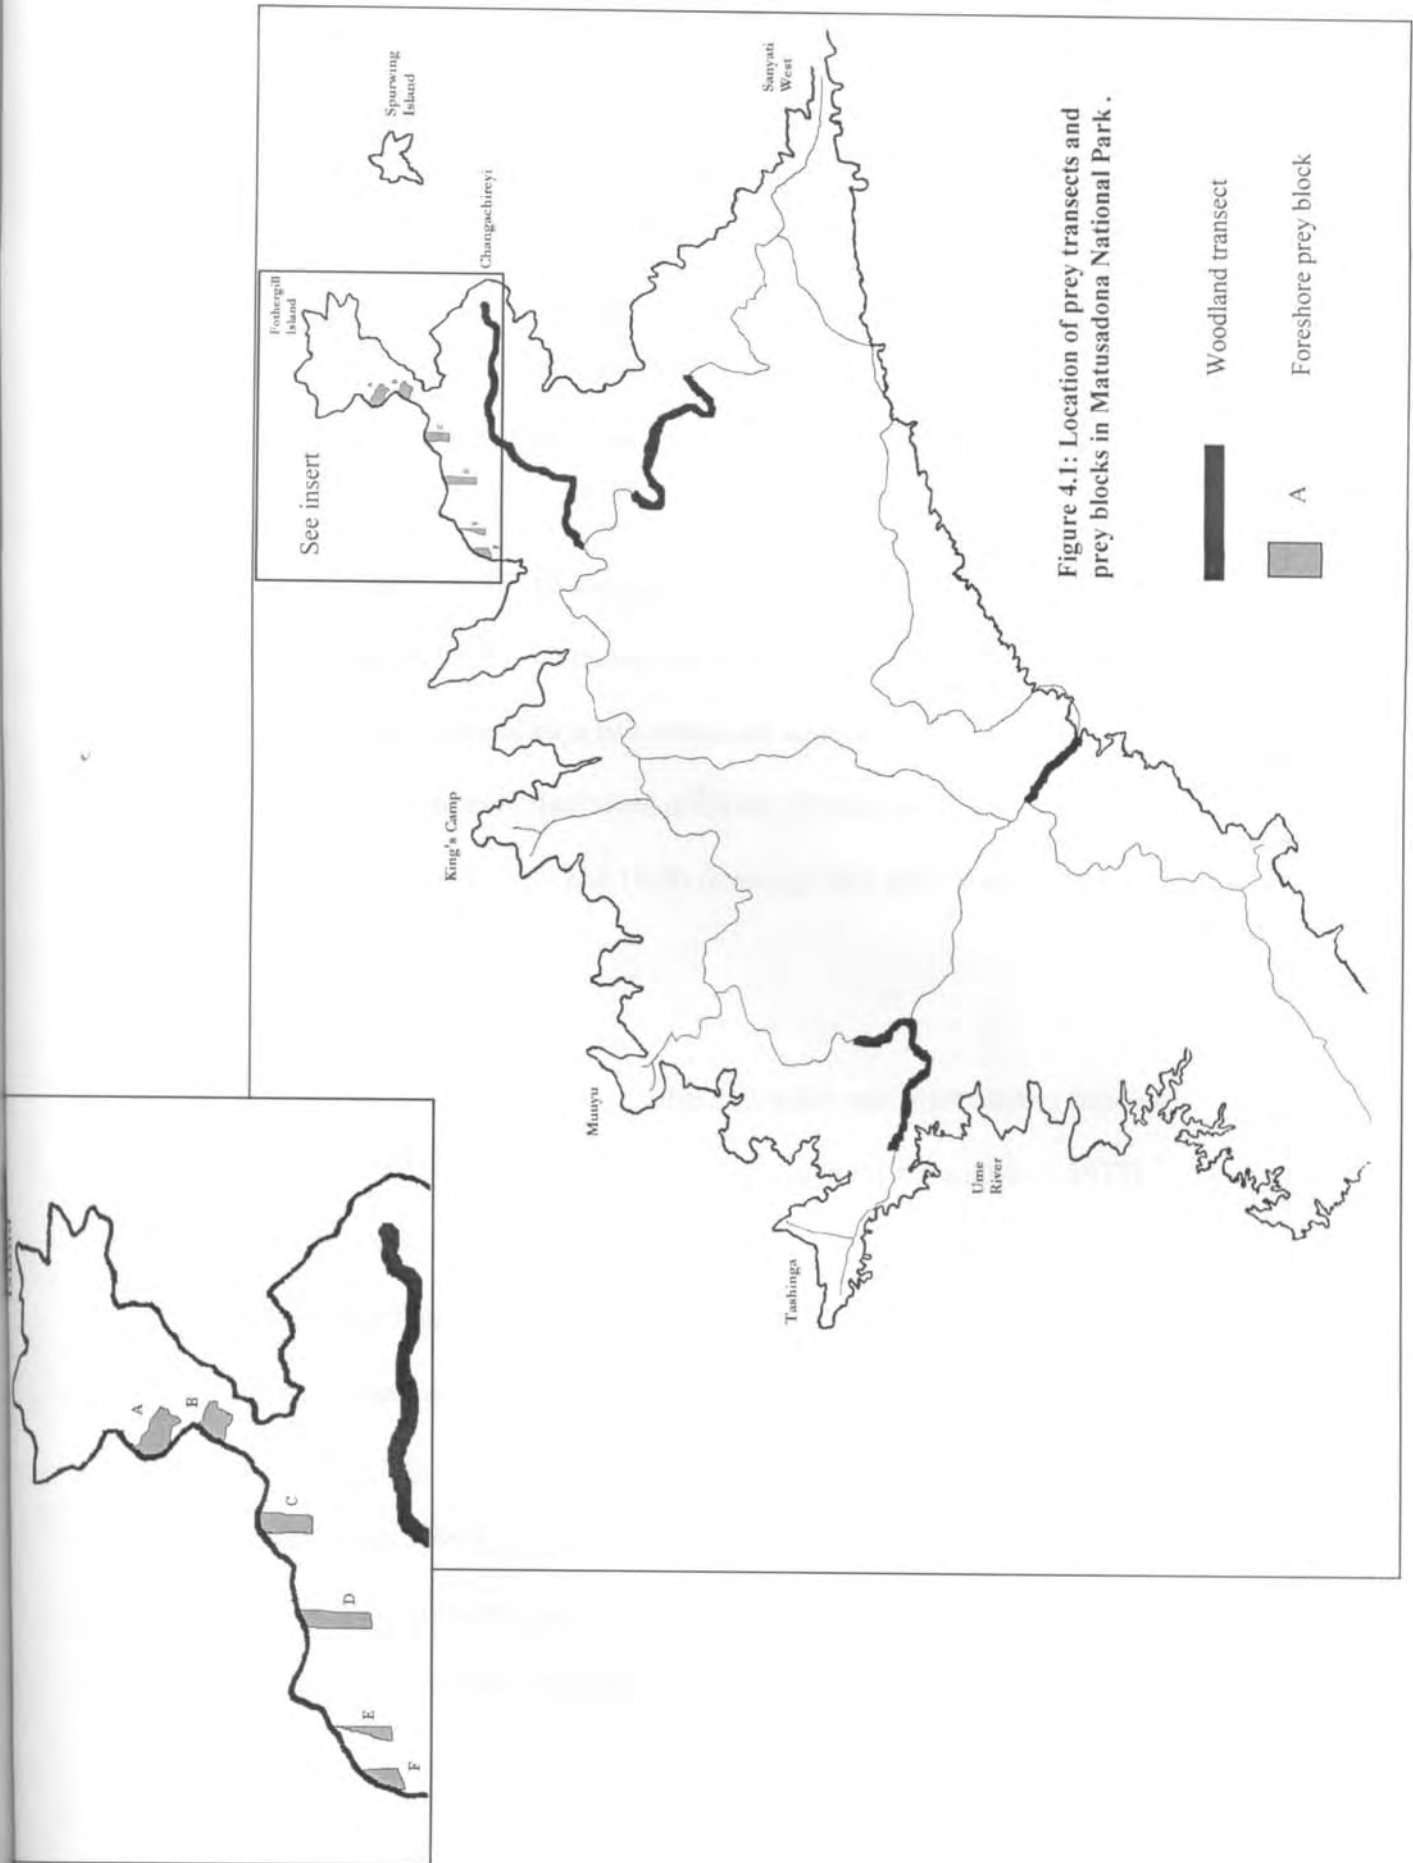 Spurwing
Island
Sanyati
West
Changachireyi
Fothergill
Island
See insert
A
B
C
D
E
F
King's Camp
Muuyu
Tashinga
Ume
River
Figure 4.1: Location of prey transects and
prey blocks in Matusadona National Park.
Woodland transect
A
Foreshore prey block
A
B
C
D
E
F